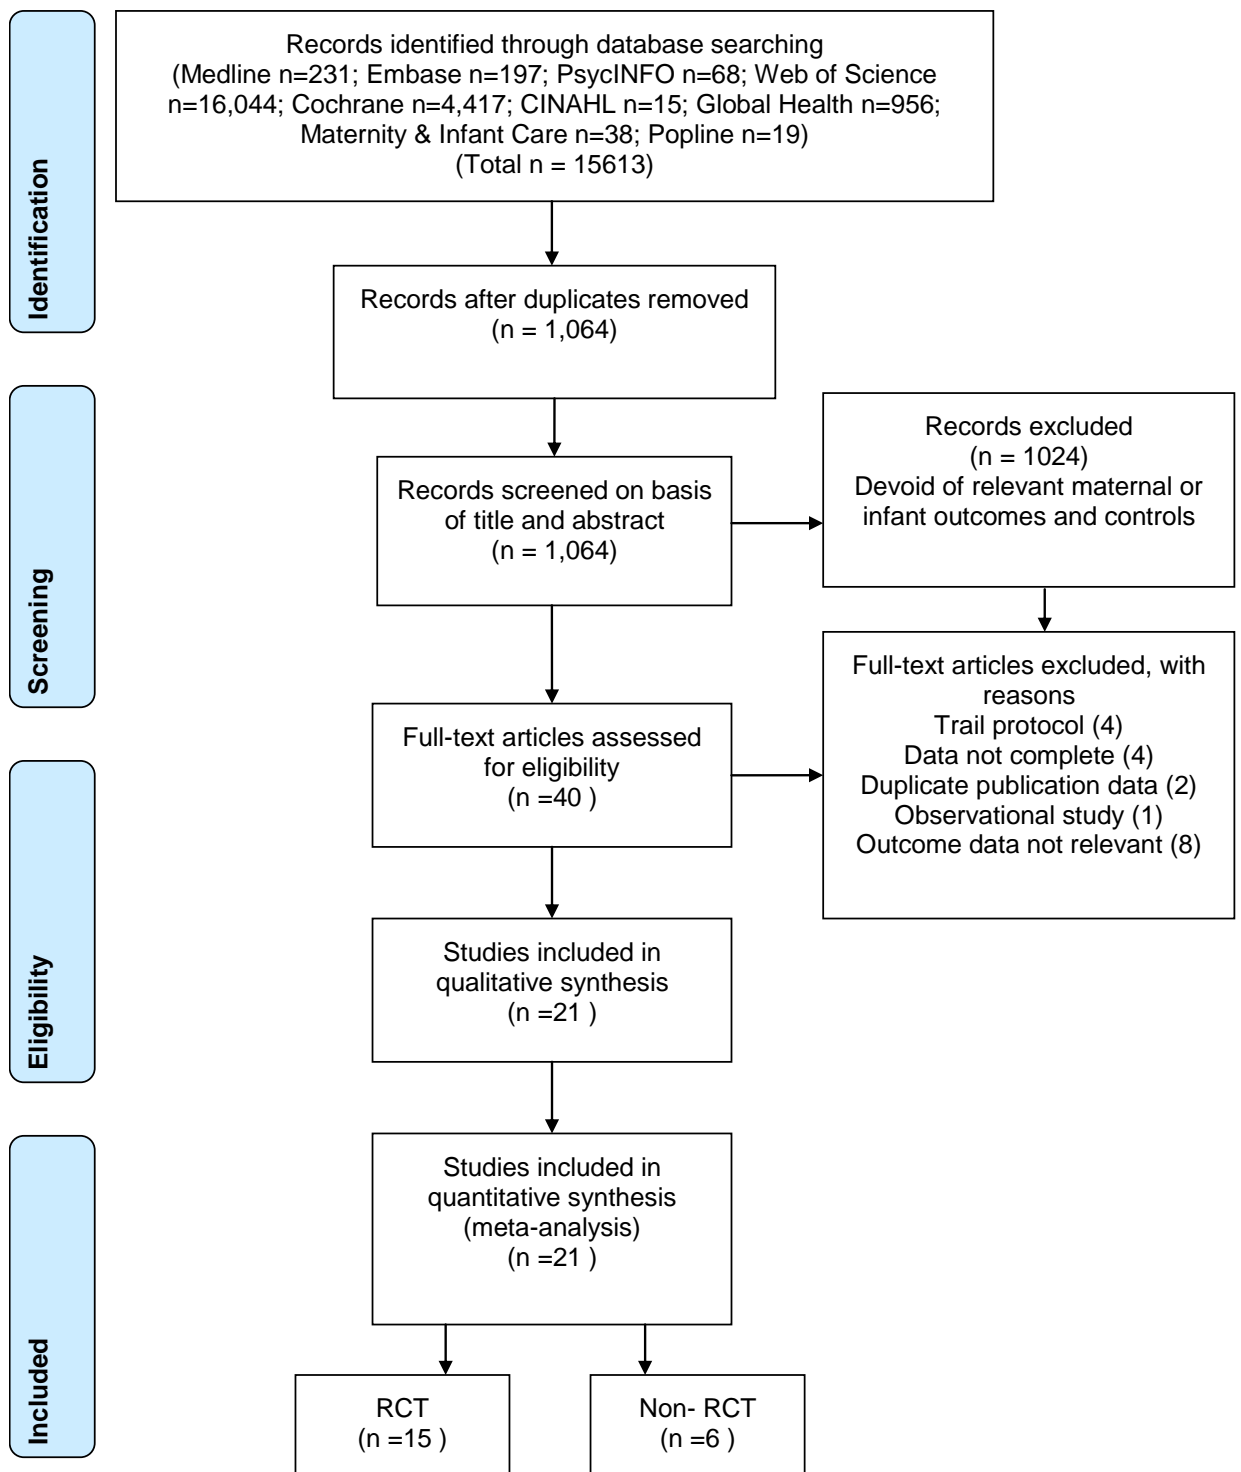 Identification
Records identified through database searching
(Medline n=231; Embase n=197; PsycINFO n=68; Web of Science
n=16,044; Cochrane n=4,417; CINAHL n=15; Global Health n=956;
Maternity & Infant Care n=38; Popline n=19)
(Total n = 15613)
Records after duplicates removed
(n = 1,064)
Screening
Records screened on basis
of title and abstract
(n = 1,064)
Records excluded
(n = 1024)
Devoid of relevant maternal or
infant outcomes and controls
Full-text articles assessed
for eligibility
(n =40 )
Full-text articles excluded, with
reasons
Trail protocol (4)
Data not complete (4)
Duplicate publication data (2)
Observational study (1)
Outcome data not relevant (8)
Eligibility
Studies included in
qualitative synthesis
(n =21 )
Included
Studies included in
quantitative synthesis
(meta-analysis)
(n =21 )
RCT
(n =15 )
Non- RCT
(n =6 )